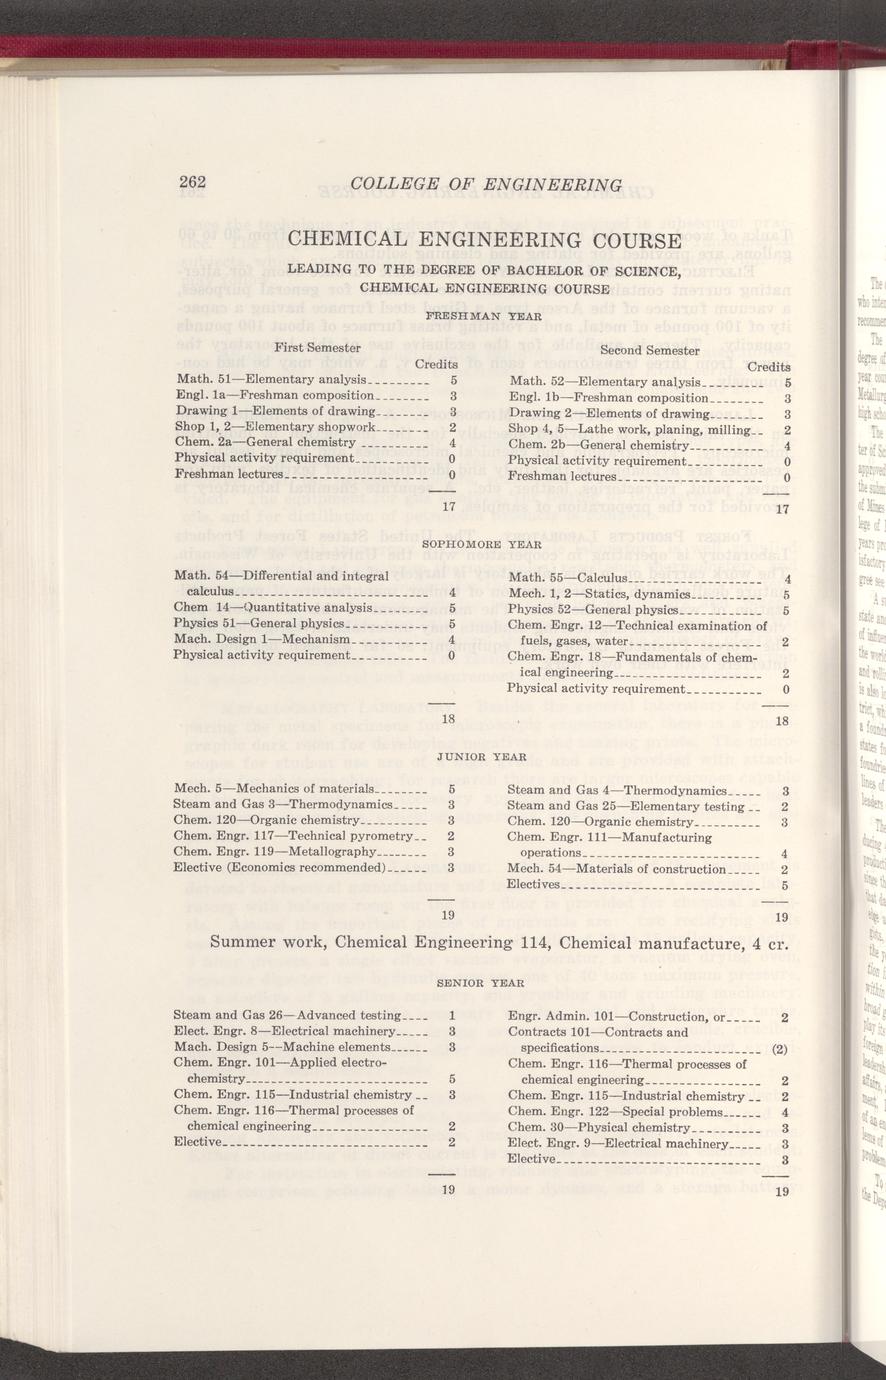 262 COLLEGE OF ENGINEERING
CHEMICAL ENGINEERING COURSE
LEADING TO THE DEGREE OF BACHELOR OF SCIENCE,
CHEMICAL ENGINEERING COURSE
FRESHMAN YEAR
First Semester
Credits
Math. 51—Elementary analysis 5
Engl. 1a—Freshman composition 3
Drawing 1—Elements of drawing 3
Shop 1, 2—Elementary shopwork 2
Chem. 2a—General chemistry 4
Physical activity requirement 0
Freshman lectures 0
17
Second Semester
Credits
Math. 52—Elementary analysis 5
Engl. 1b—Freshman composition 3
Drawing 2—Elements of drawing 3
Shop 4, 5—Lathe work, planing, milling 2
Chem. 2b—General chemistry 4
Physical activity requirement 0
Freshman lectures 0
17
SOPHOMORE YEAR
Math. 54—Differential and integral
calculus 4
Chem 14—Quantitative analysis 5
Physics 51—General physics 5
Mach. Design 1—Mechanism 4
Physical activity requirement 0
18
Math. 55—Calculus 4
Mech. 1, 2—Statics, dynamics 5
Physics 52—General physics 5
Chem. Engr. 12—Technical examination of
fuels, gases, water 2
Chem. Engr. 18—Fundamentals of chem-
ical engineering 2
Physical activity requirement 0
18
JUNIOR YEAR
Mech. 5—Mechanics of materials 5
Steam and Gas 3—Thermodynamics 3
Chem. 120—Organic chemistry 3
Chem. Engr. 117—Technical pyrometry 2
Chem. Engr. 119—Metallography 3
Elective (Economics recommended) 3
19
Steam and Gas 4—Thermodynamics 3
Steam and Gas 25—Elementary testing 2
Chem. 120—Organic chemistry 3
Chem. Engr. 111—Manufacturing
operations 4
Mech. 54—Materials of construction 2
Electives 5
19
Summer work, Chemical Engineering 114, Chemical manufacture, 4 cr.
SENIOR YEAR
Steam and Gas 26—Advanced testing 1
Elect. Engr. 8—Electrical machinery 3
Mach. Design 5—Machine elements 3
Chem. Engr. 101—Applied electro-
chemistry 5
Chem. Engr. 115—Industrial chemistry 3
Chem. Engr. 116—Thermal processes of
chemical engineering 2
Elective 2
19
Engr. Admin. 101—Construction, or 2
Contracts 101—Contracts and
specifications (2)
Chem. Engr. 116—Thermal processes of
chemical engineering 2
Chem. Engr. 115—Industrial chemistry 2
Chem. Engr. 122—Special problems 4
Chem. 30—Physical chemistry 3
Elect. Engr. 9—Electrical machinery 3
Elective 3
19